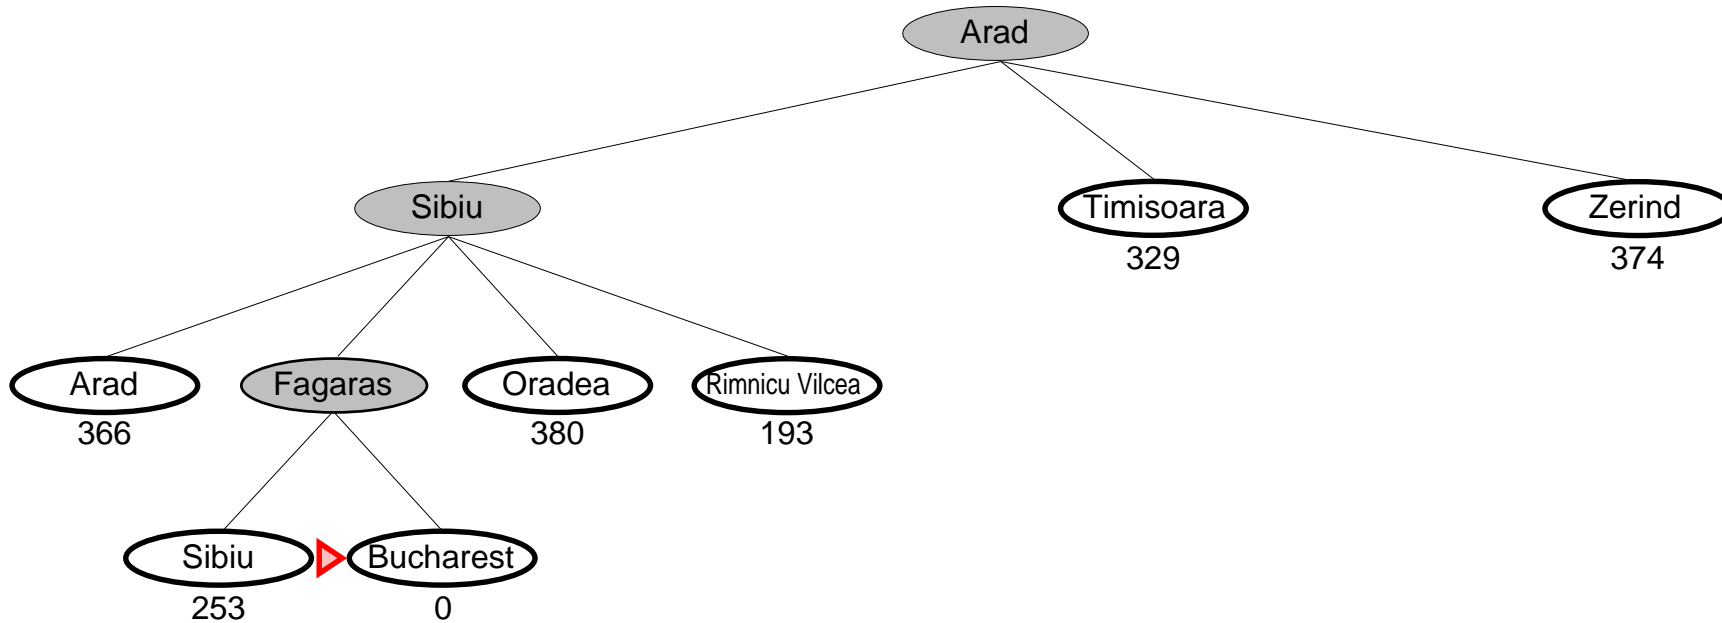 Arad
Sibiu
Timisoara
Zerind
329
374
Arad
Fagaras
Oradea
Rimnicu Vilcea
366
380
193
Sibiu
Bucharest
253
0